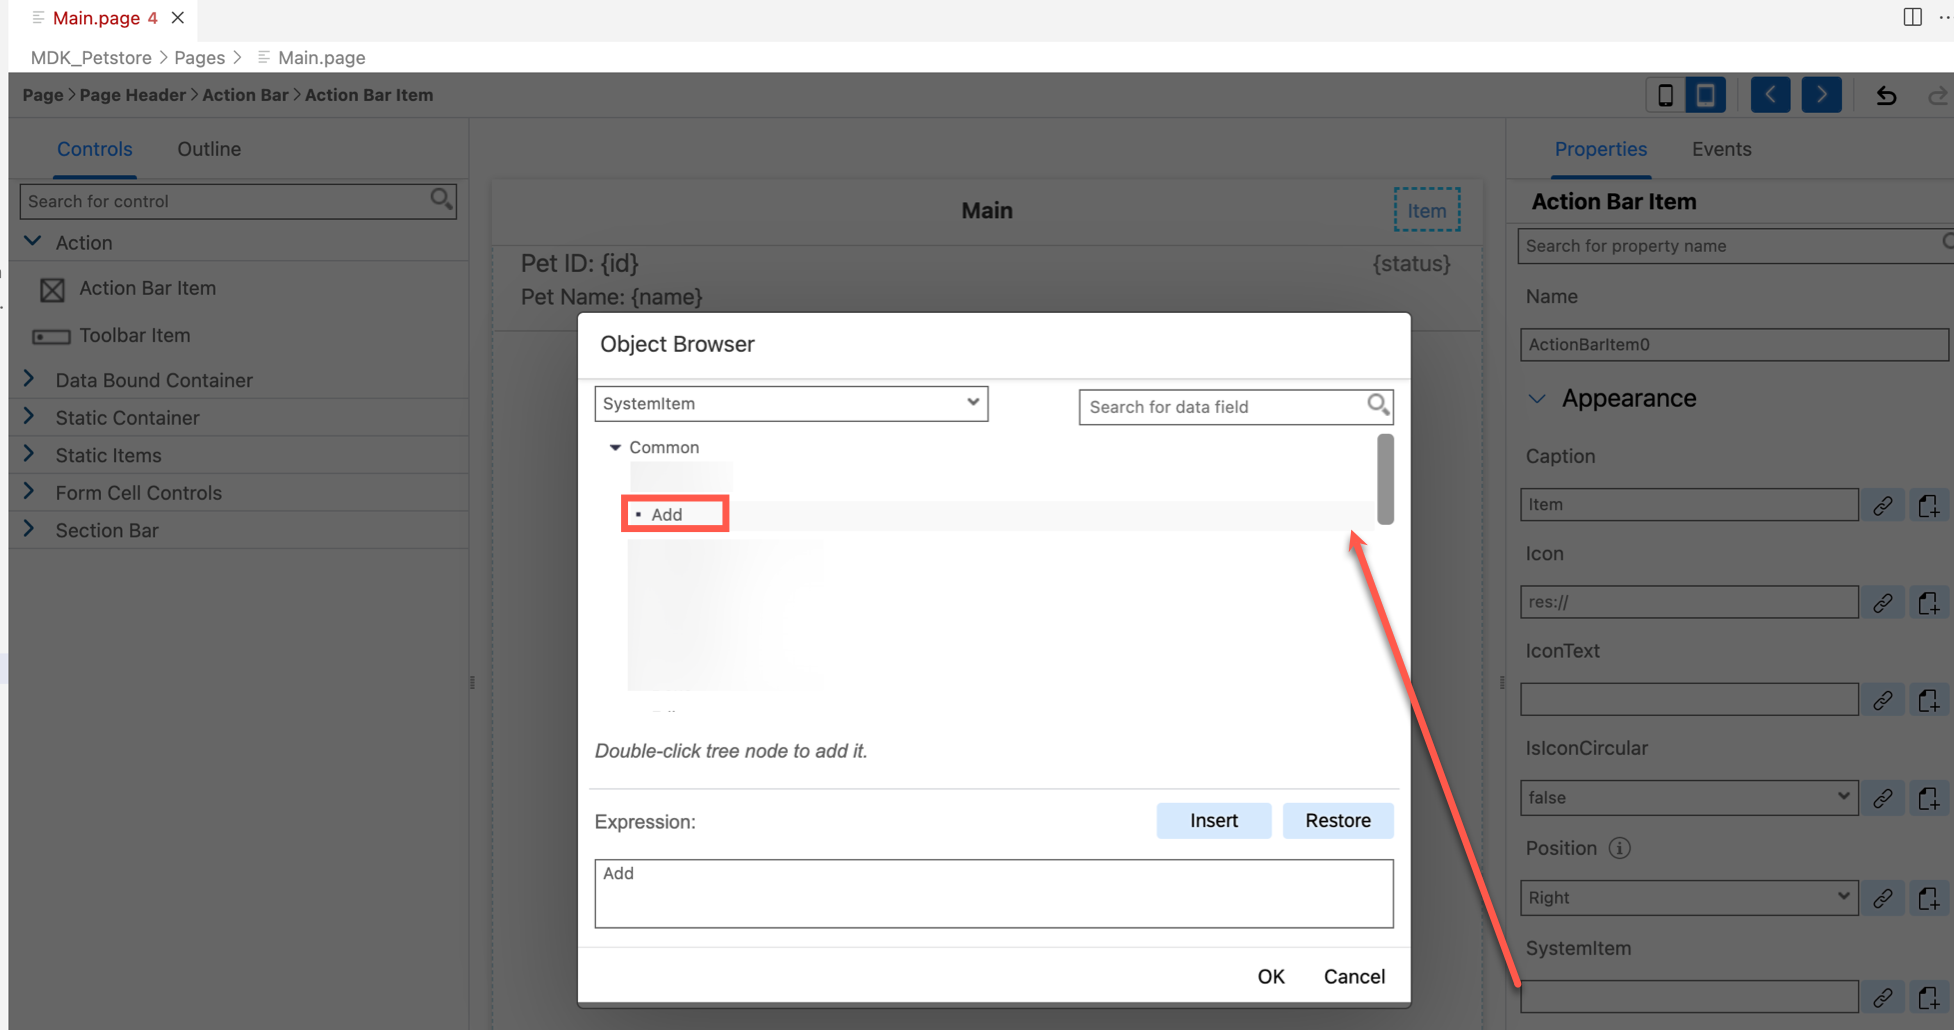 Main.page 4
MDK_Petstore > Pages > Main.page
Page > Page Header > Action Bar > Action Bar Item
Controls Outline
Search for control
Action
Action Bar Item
Toolbar Item
Data Bound Container
Static Container
Static Items
Form Cell Controls
Section Bar
Main
Item
Pet ID: {id}
{status}
Pet Name: {name}
Object Browser
SystemItem
Search for data field
Common
Add
Double-click tree node to add it.
Expression:
Insert
Restore
Add
OK
Cancel
Properties Events
Action Bar Item
Search for property name
Name
ActionBarItem0
Appearance
Caption
Item
Icon
res://
IconText
IsIconCircular
false
Position
Right
SystemItem